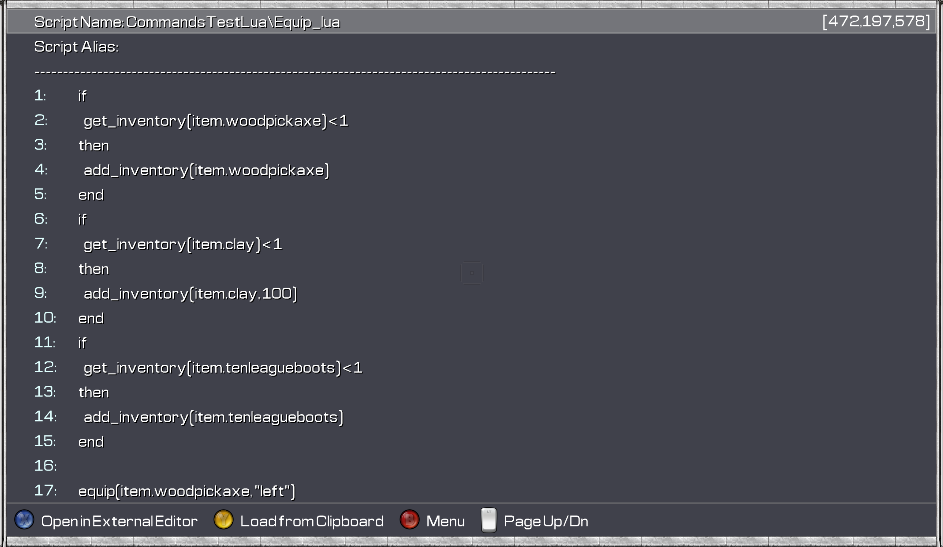 Script Name: CommandsTestLua\Equip_lua [472,197,578]
Script Alias:
--------------------------------------------------------------------------------------------
1: if
2: get_inventory(item.woodpickaxe)<1
3: then
4: add_inventory(item.woodpickaxe)
5: end
6: if
7: get_inventory(item.clay)<1
8: then
9: add_inventory(item.clay,100)
10: end
11: if
12: get_inventory(item.tenleagueboots)<1
13: then
14: add_inventory(item.tenleagueboots)
15: end
16:
17: equip(item.woodpickaxe,"left")
Open in External Editor Load from Clipboard Menu Page Up/Dn